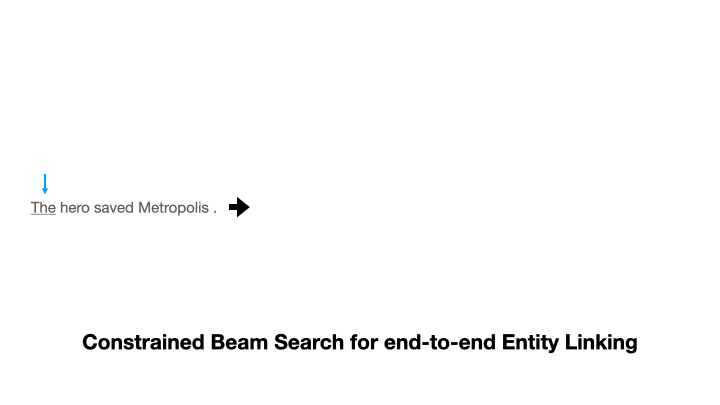 The hero saved Metropolis .
Constrained Beam Search for end-to-end Entity Linking